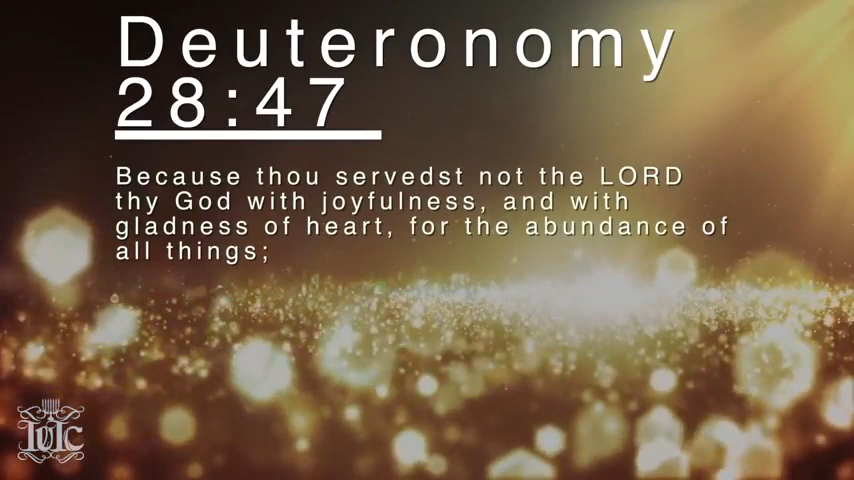 Deuteronomy
28:47
Because thou servedst not the LORD
thy God with joyfulness, and with
gladness of heart, for the abundance of
all things;
IUIC